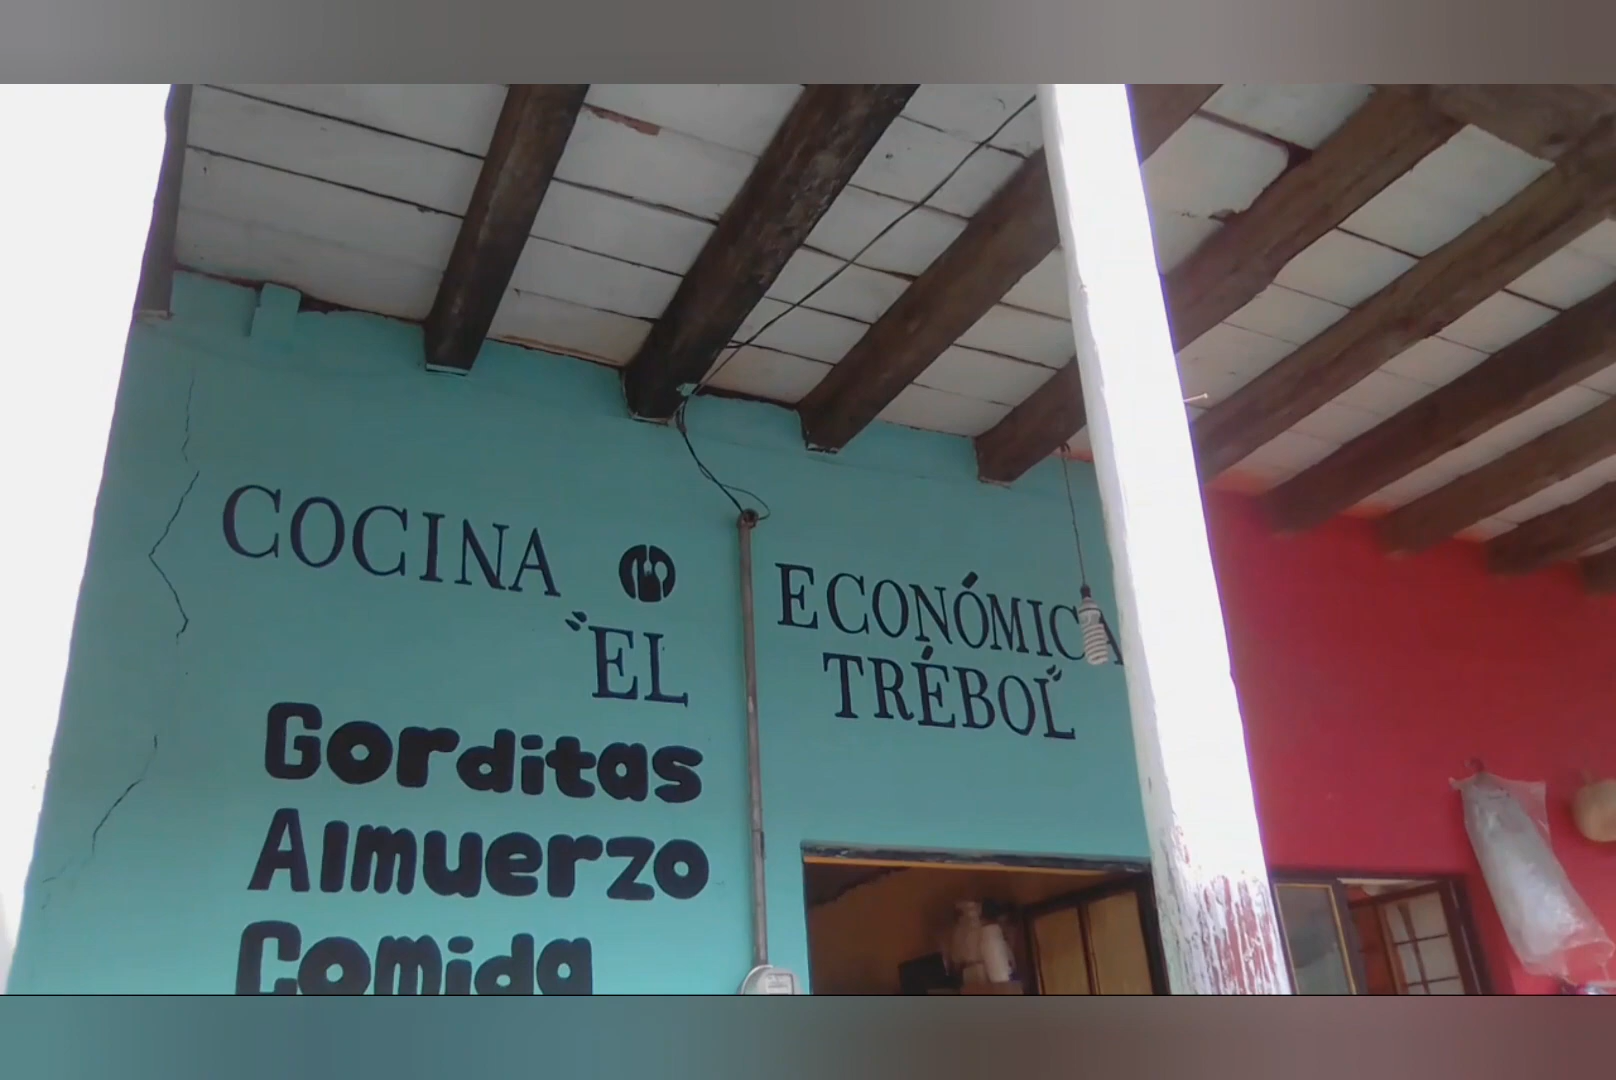 COCINA ECONÓMICA
"EL TRÉBOL"
Gorditas
Almuerzo
Comida